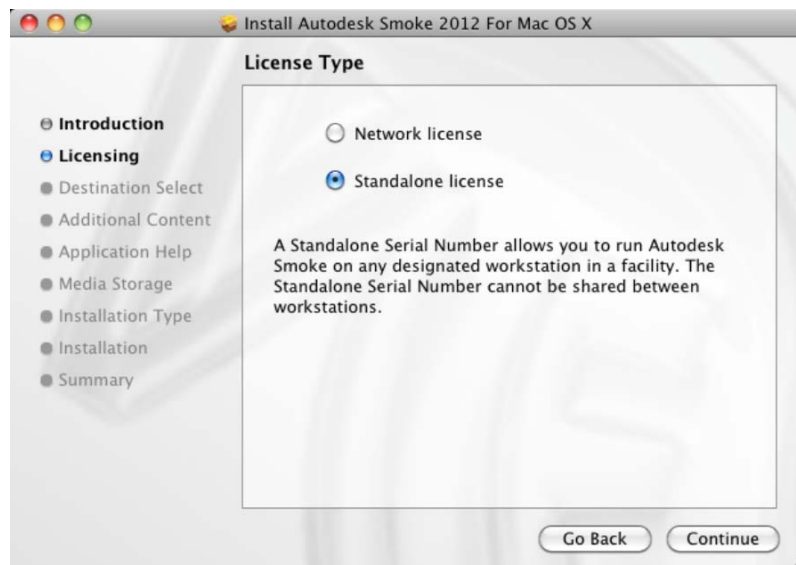 Install Autodesk Smoke 2012 For Mac OS X
License Type
Introduction
Licensing
Destination Select
Additional Content
Application Help
Media Storage
Installation Type
Installation
Summary
Network license
Standalone license
A Standalone Serial Number allows you to run Autodesk
Smoke on any designated workstation in a facility. The
Standalone Serial Number cannot be shared between
workstations.
Go Back
Continue